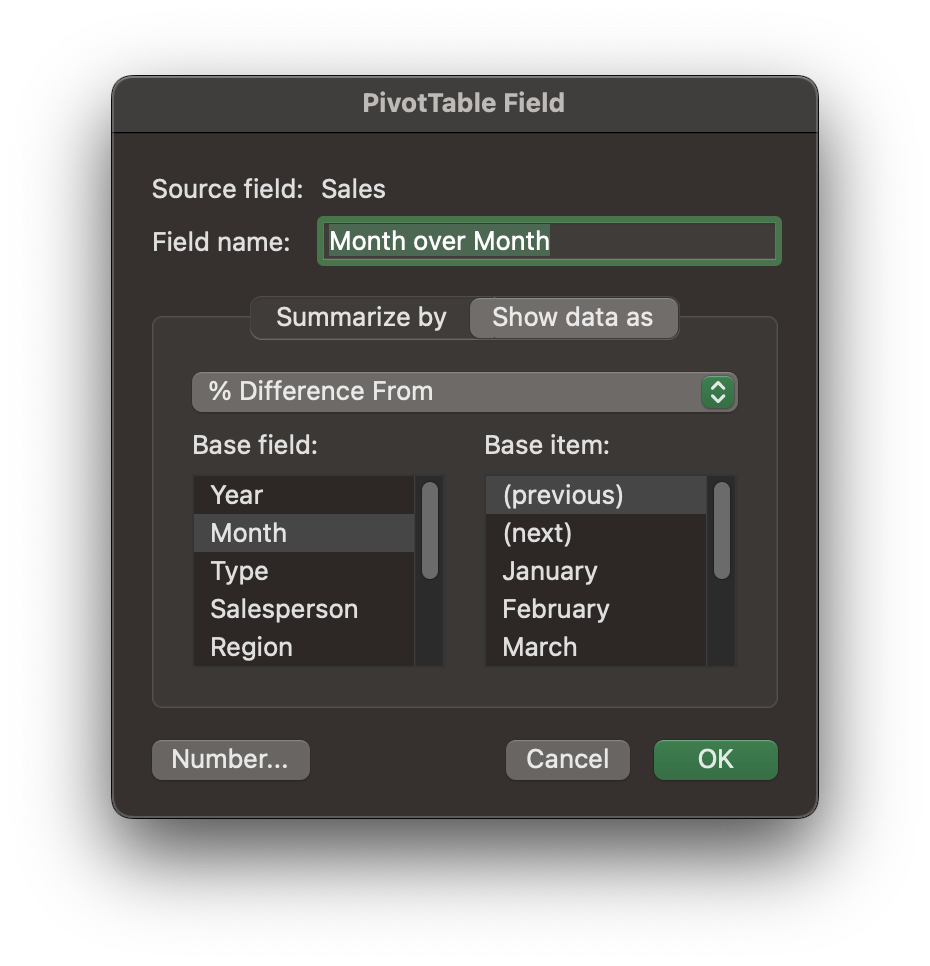 PivotTable Field
Source field: Sales
Field name: Month over Month
Summarize by Show data as
% Difference From
Base field: Base item:
Year (previous)
Month (next)
Type January
Salesperson February
Region March
Number... Cancel OK